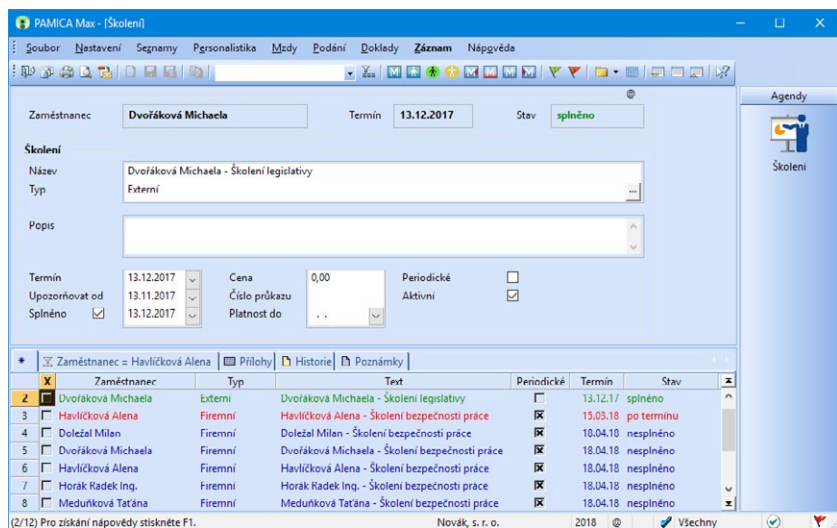 PAMICA Max - [Školení]
Soubor Nastavení Seznamy Personalistika Mzdy Podání Doklady Záznam Nápověda
@
Zaměstnanec Dvořáková Michaela Termín 13.12.2017 Stav splněno
Školení
Název Dvořáková Michaela - Školení legislativy
Typ Externí ...
Popis
Termín 13.12.2017 Cena 0,00 Periodické
Upozorňovat od 13.11.2017 Číslo průkazu Aktivní
Splněno 13.12.2017 Platnost do . .
Agendy
Školení
* Zaměstnanec = Havlíčková Alena Přílohy Historie Poznámky
X Zaměstnanec Typ Text Periodické Termín Stav
2 Dvořáková Michaela Externí Dvořáková Michaela - Školení legislativy 13.12.17 splněno
3 Havlíčková Alena Firemní Havlíčková Alena - Školení bezpečnosti práce 15.03.18 po termínu
4 Doležal Milan Firemní Doležal Milan - Školení bezpečnosti práce 18.04.18 nesplněno
5 Dvořáková Michaela Firemní Dvořáková Michaela - Školení bezpečnosti práce 18.04.18 nesplněno
6 Havlíčková Alena Firemní Havlíčková Alena - Školení bezpečnosti práce 18.04.18 nesplněno
7 Horák Radek Ing. Firemní Horák Radek Ing. - Školení bezpečnosti práce 18.04.18 nesplněno
8 Meduňková Taťána Firemní Meduňková Taťána - Školení bezpečnosti práce 18.04.18 nesplněno
(2/12) Pro získání nápovědy stiskněte F1. Novák, s. r. o. 2018 @ Všechny